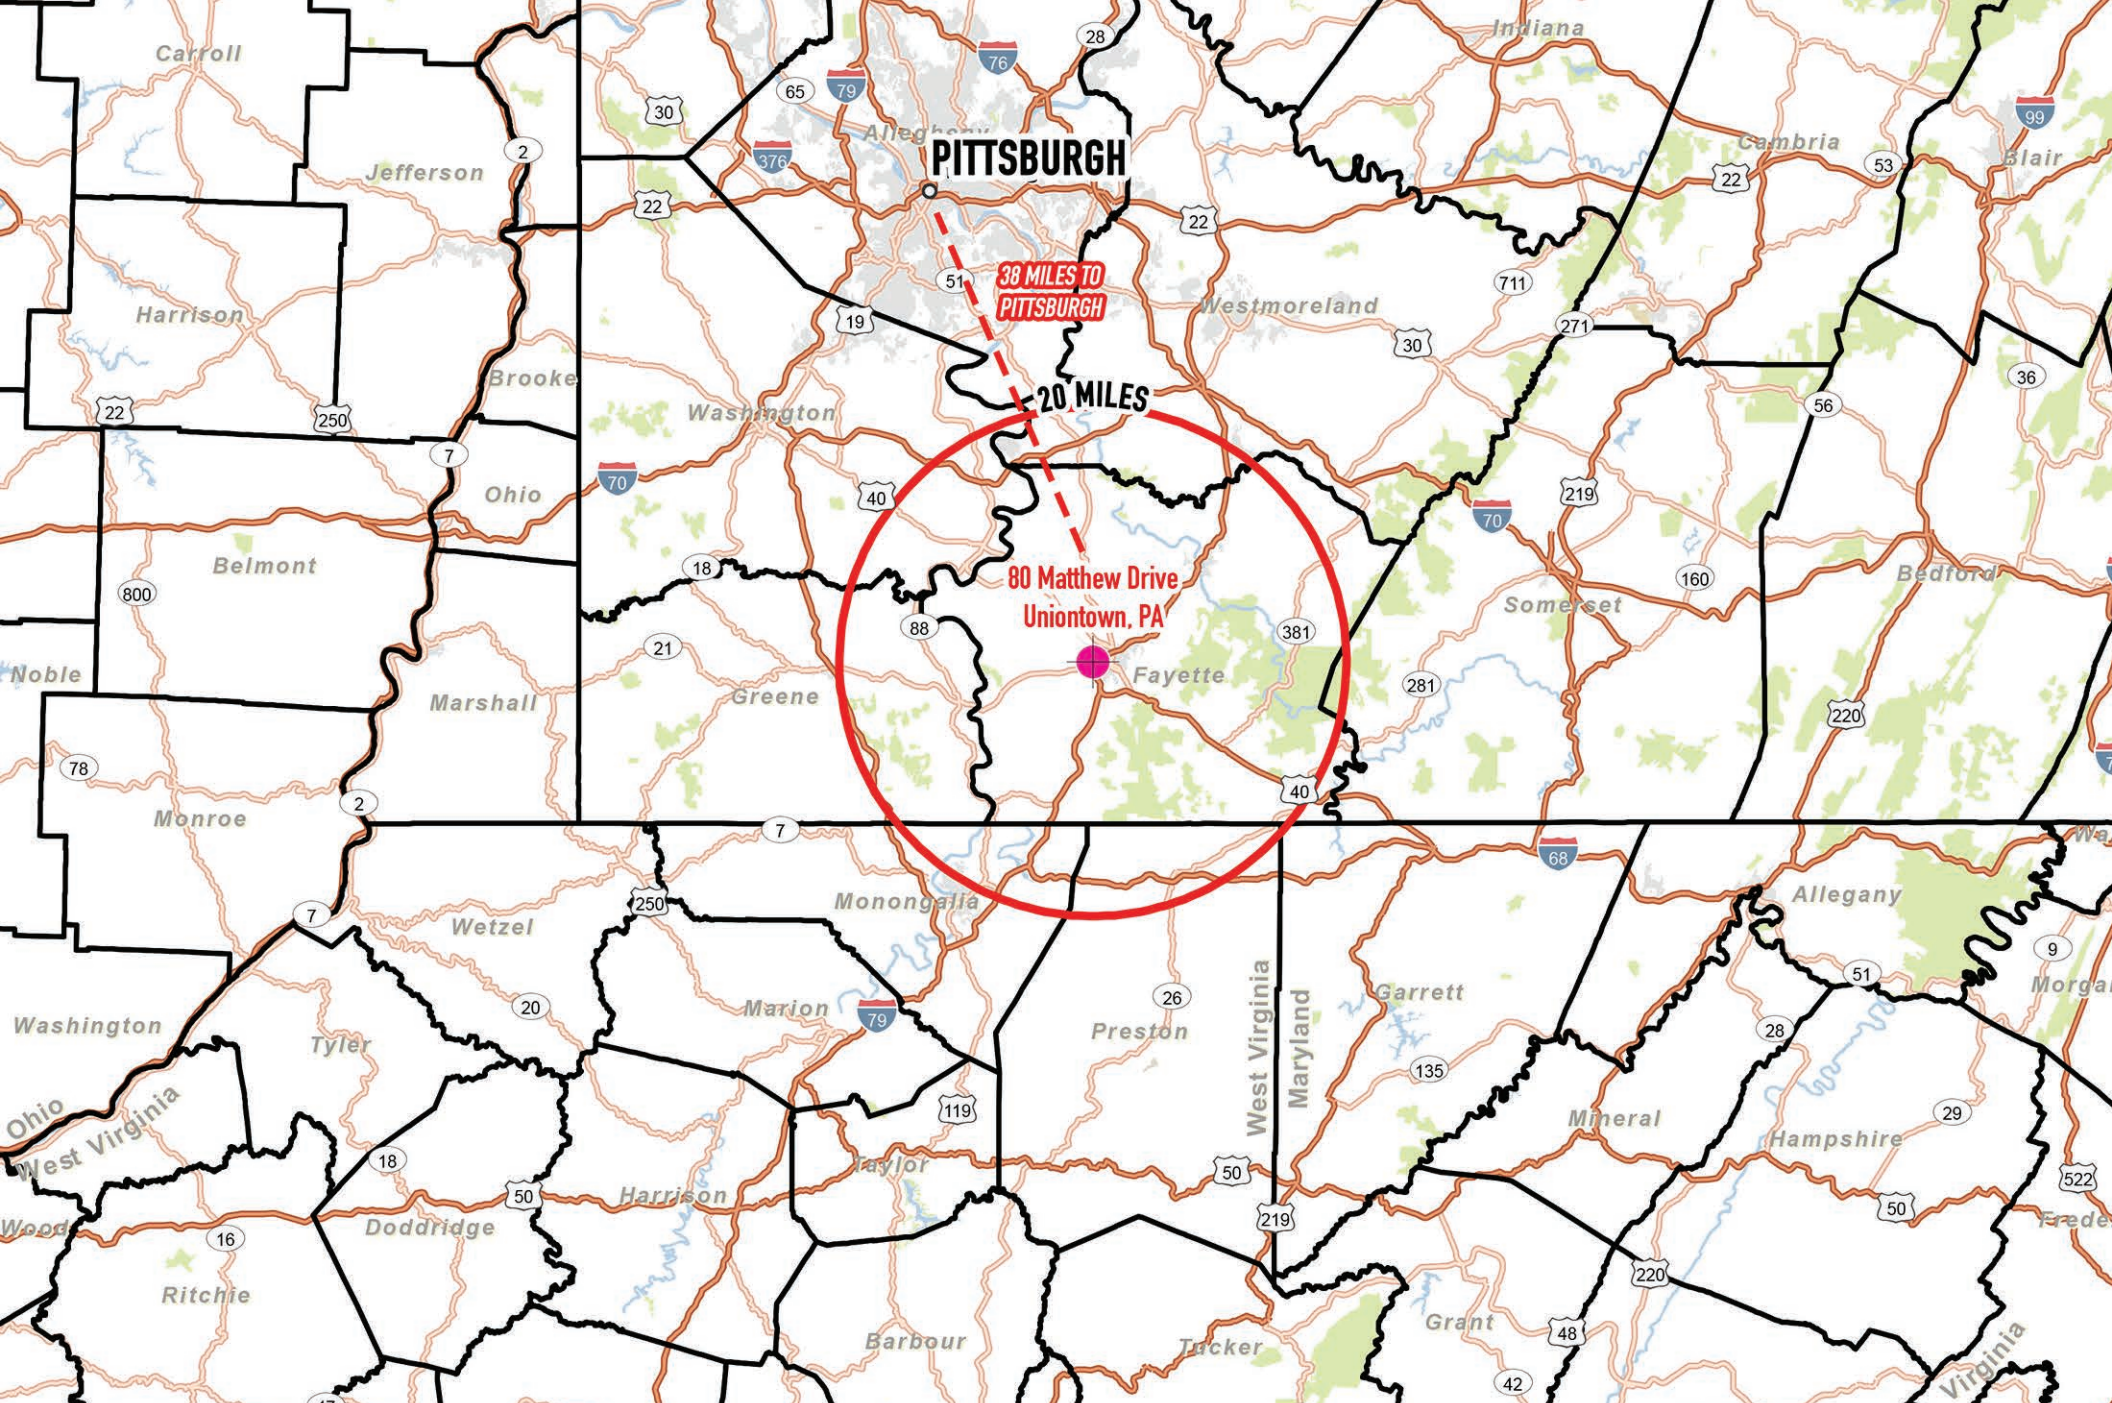 Carroll
Indiana
28
76
79
65
30
99
Allegheny
PITTSBURGH
376
2
Cambria
53
Blair
Jefferson
22
22
22
51
38 MILES TO
PITTSBURGH
711
Harrison
19
Westmoreland
271
30
Brooke
36
22
250
Washington
20 MILES
56
7
70
Ohio
40
219
70
Belmont
18
80 Matthew Drive
Uniontown, PA
160
Bedford
800
88
381
Somerset
21
Noble
Marshall
Greene
Fayette
281
220
78
2
40
Monroe
7
68
7
250
Wetzel
Monongalia
Allegany
9
51
20
79
26
Garrett
Morga
Washington
Tyler
Marion
Preston
West Virginia
Maryland
28
135
Ohio
West Virginia
119
Mineral
29
Hampshire
18
Taylor
50
522
50
Harrison
50
Wood
Doddridge
16
219
Frede
Ritchie
220
Barbour
Tucker
Grant
48
42
Virginia